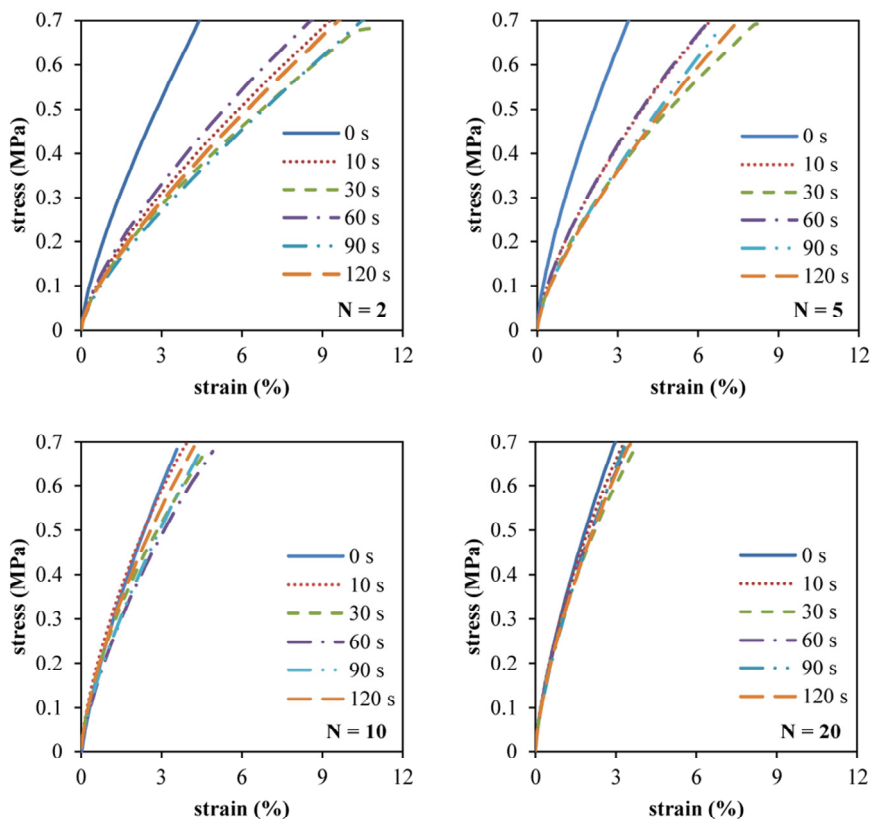 0.7
0.6
0.5
0.4
0.3
0.2
0.1
0
stress (MPa)
0 s
10 s
30 s
60 s
90 s
120 s
N = 2
0 3 6 9 12
strain (%)
0.7
0.6
0.5
0.4
0.3
0.2
0.1
0
stress (MPa)
0 s
10 s
30 s
60 s
90 s
120 s
N = 5
0 3 6 9 12
strain (%)
0.7
0.6
0.5
0.4
0.3
0.2
0.1
0
stress (MPa)
0 s
10 s
30 s
60 s
90 s
120 s
N = 10
0 3 6 9 12
strain (%)
0.7
0.6
0.5
0.4
0.3
0.2
0.1
0
stress (MPa)
0 s
10 s
30 s
60 s
90 s
120 s
N = 20
0 3 6 9 12
strain (%)